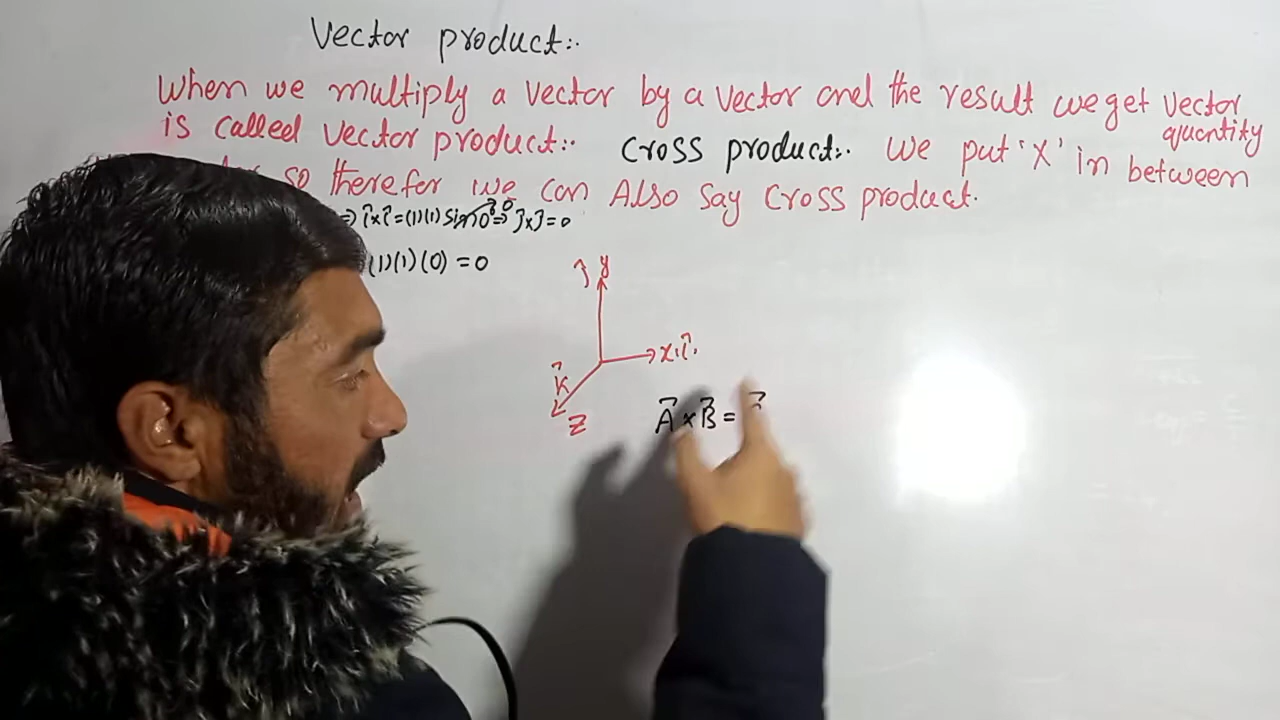 Vector product:.
When we multiply a vector by a vector and the result we get vector quantity
is called vector product:. Cross product:. We put 'X' in between
so therefor we can Also Say Cross product.
⇒ î×î=(1)(1) sin 0° ⇒ ĵ×ĵ=0
(1)(1)(0) = 0
ĵ y
x, î.
k̂
Z
A⃗ × B⃗ =